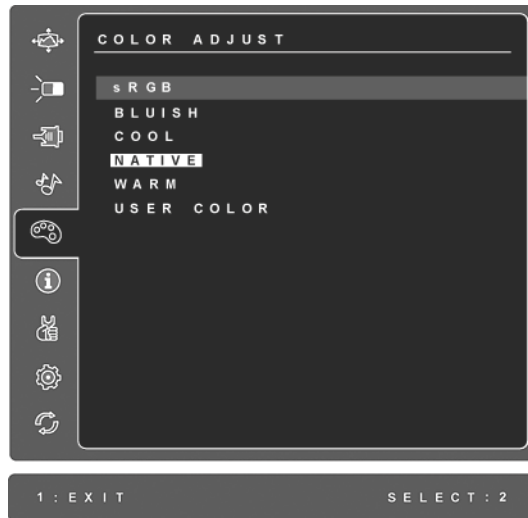 COLOR ADJUST
sRGB
BLUISH
COOL
NATIVE
WARM
USER COLOR
1:EXIT SELECT:2